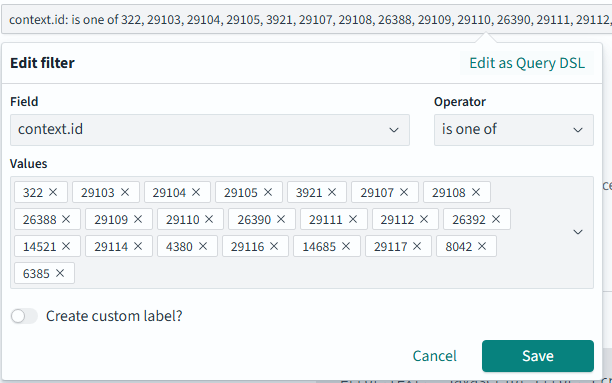 context.id: is one of 322, 29103, 29104, 29105, 3921, 29107, 29108, 26388, 29109, 29110, 26390, 29111, 29112,
Edit filter
Edit as Query DSL
Field
Operator
context.id
is one of
Values
322 × 29103 × 29104 × 29105 × 3921 × 29107 × 29108 ×
26388 × 29109 × 29110 × 26390 × 29111 × 29112 × 26392 ×
14521 × 29114 × 4380 × 29116 × 14685 × 29117 × 8042 ×
6385 ×
Create custom label?
Cancel
Save